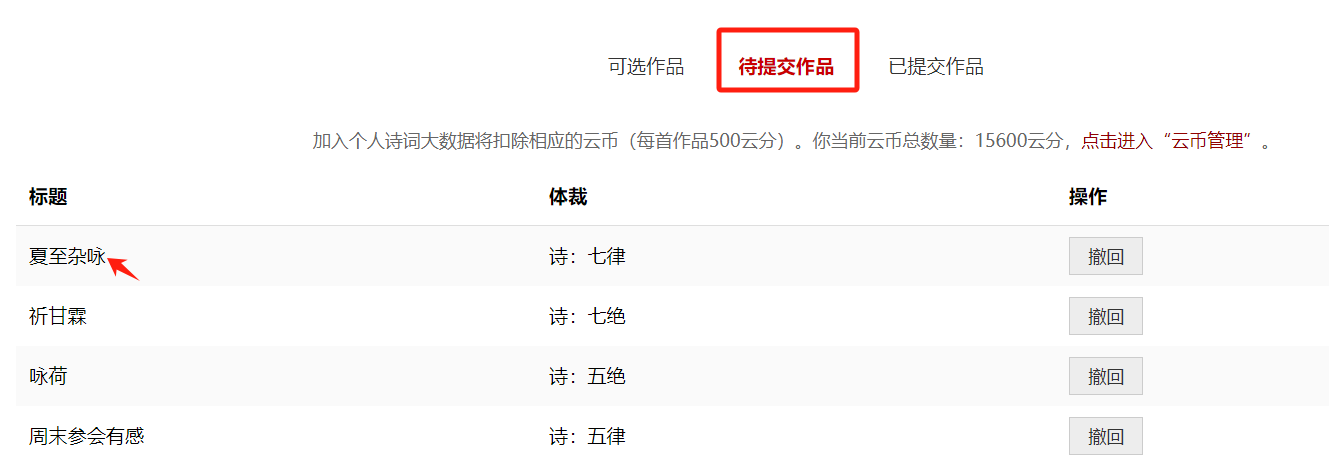 可选作品 待提交作品 已提交作品
加入个人诗词大数据将扣除相应的云币（每首作品500云分）。你当前云币总数量：15600云分，点击进入“云币管理”。
标题 体裁 操作
夏至杂咏 诗：七律 撤回
祈甘霖 诗：七绝 撤回
咏荷 诗：五绝 撤回
周末参会有感 诗：五律 撤回